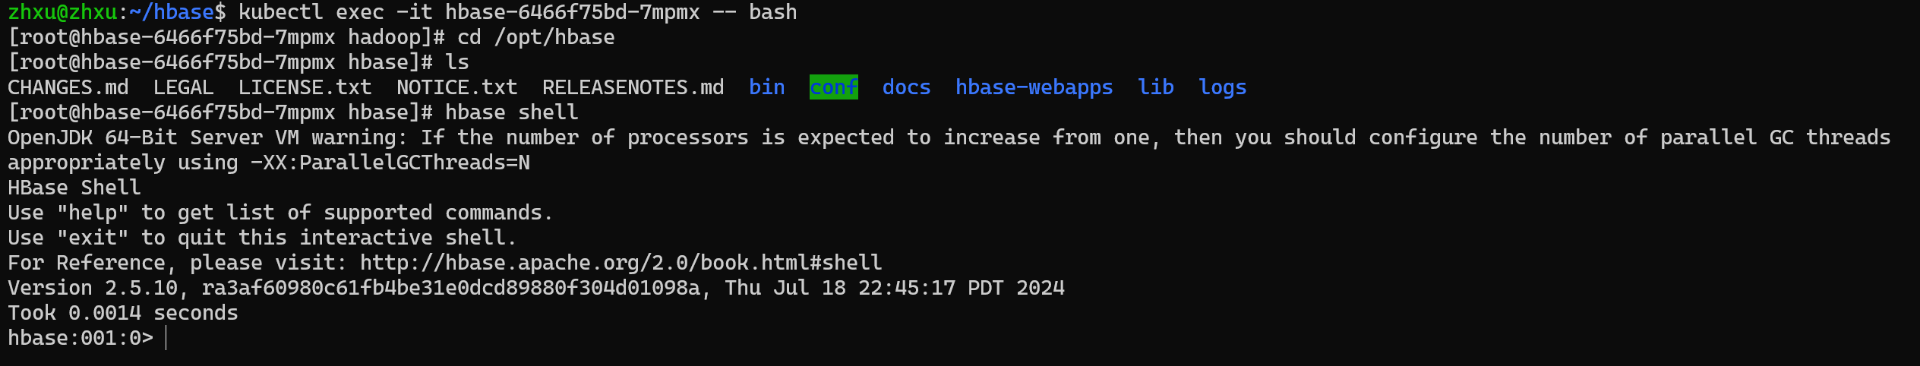 zhxu@zhxu:~/hbase$ kubectl exec -it hbase-6466f75bd-7mpmx -- bash
[root@hbase-6466f75bd-7mpmx hadoop]# cd /opt/hbase
[root@hbase-6466f75bd-7mpmx hbase]# ls
CHANGES.md  LEGAL  LICENSE.txt  NOTICE.txt  RELEASENOTES.md  bin  conf  docs  hbase-webapps  lib  logs
[root@hbase-6466f75bd-7mpmx hbase]# hbase shell
OpenJDK 64-Bit Server VM warning: If the number of processors is expected to increase from one, then you should configure the number of parallel GC threads
appropriately using -XX:ParallelGCThreads=N
HBase Shell
Use "help" to get list of supported commands.
Use "exit" to quit this interactive shell.
For Reference, please visit: http://hbase.apache.org/2.0/book.html#shell
Version 2.5.10, ra3af60980c61fb4be31e0dcd89880f304d01098a, Thu Jul 18 22:45:17 PDT 2024
Took 0.0014 seconds
hbase:001:0>